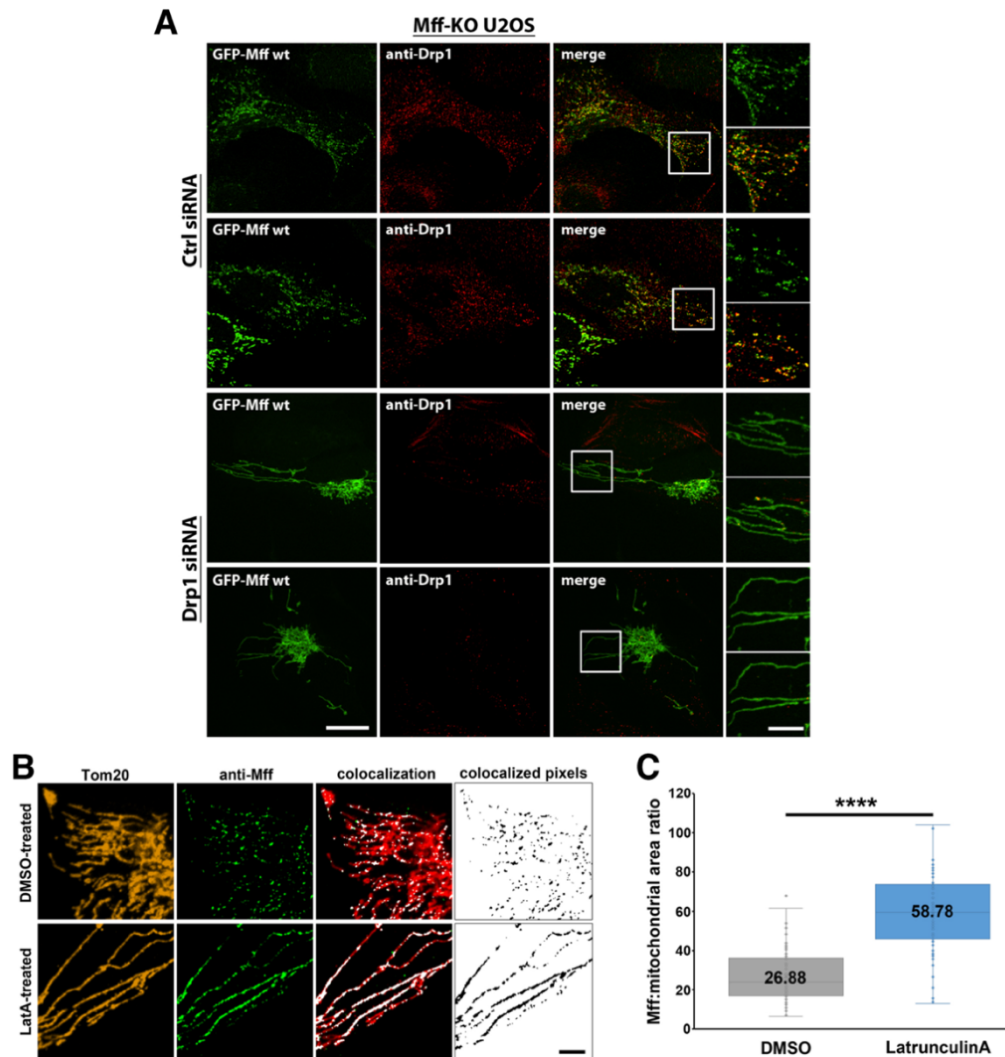 A
Mff-KO U2OS
GFP-Mff wt anti-Drp1 merge
Ctrl siRNA
GFP-Mff wt anti-Drp1 merge
GFP-Mff wt anti-Drp1 merge
Drp1 siRNA
GFP-Mff wt anti-Drp1 merge
B
Tom20 anti-Mff colocalization colocalized pixels
DMSO-treated
LatA-treated
C
Mff:mitochondrial area ratio
120
100
80
60
40
20
0
****
26.88
58.78
DMSO LatrunculinA